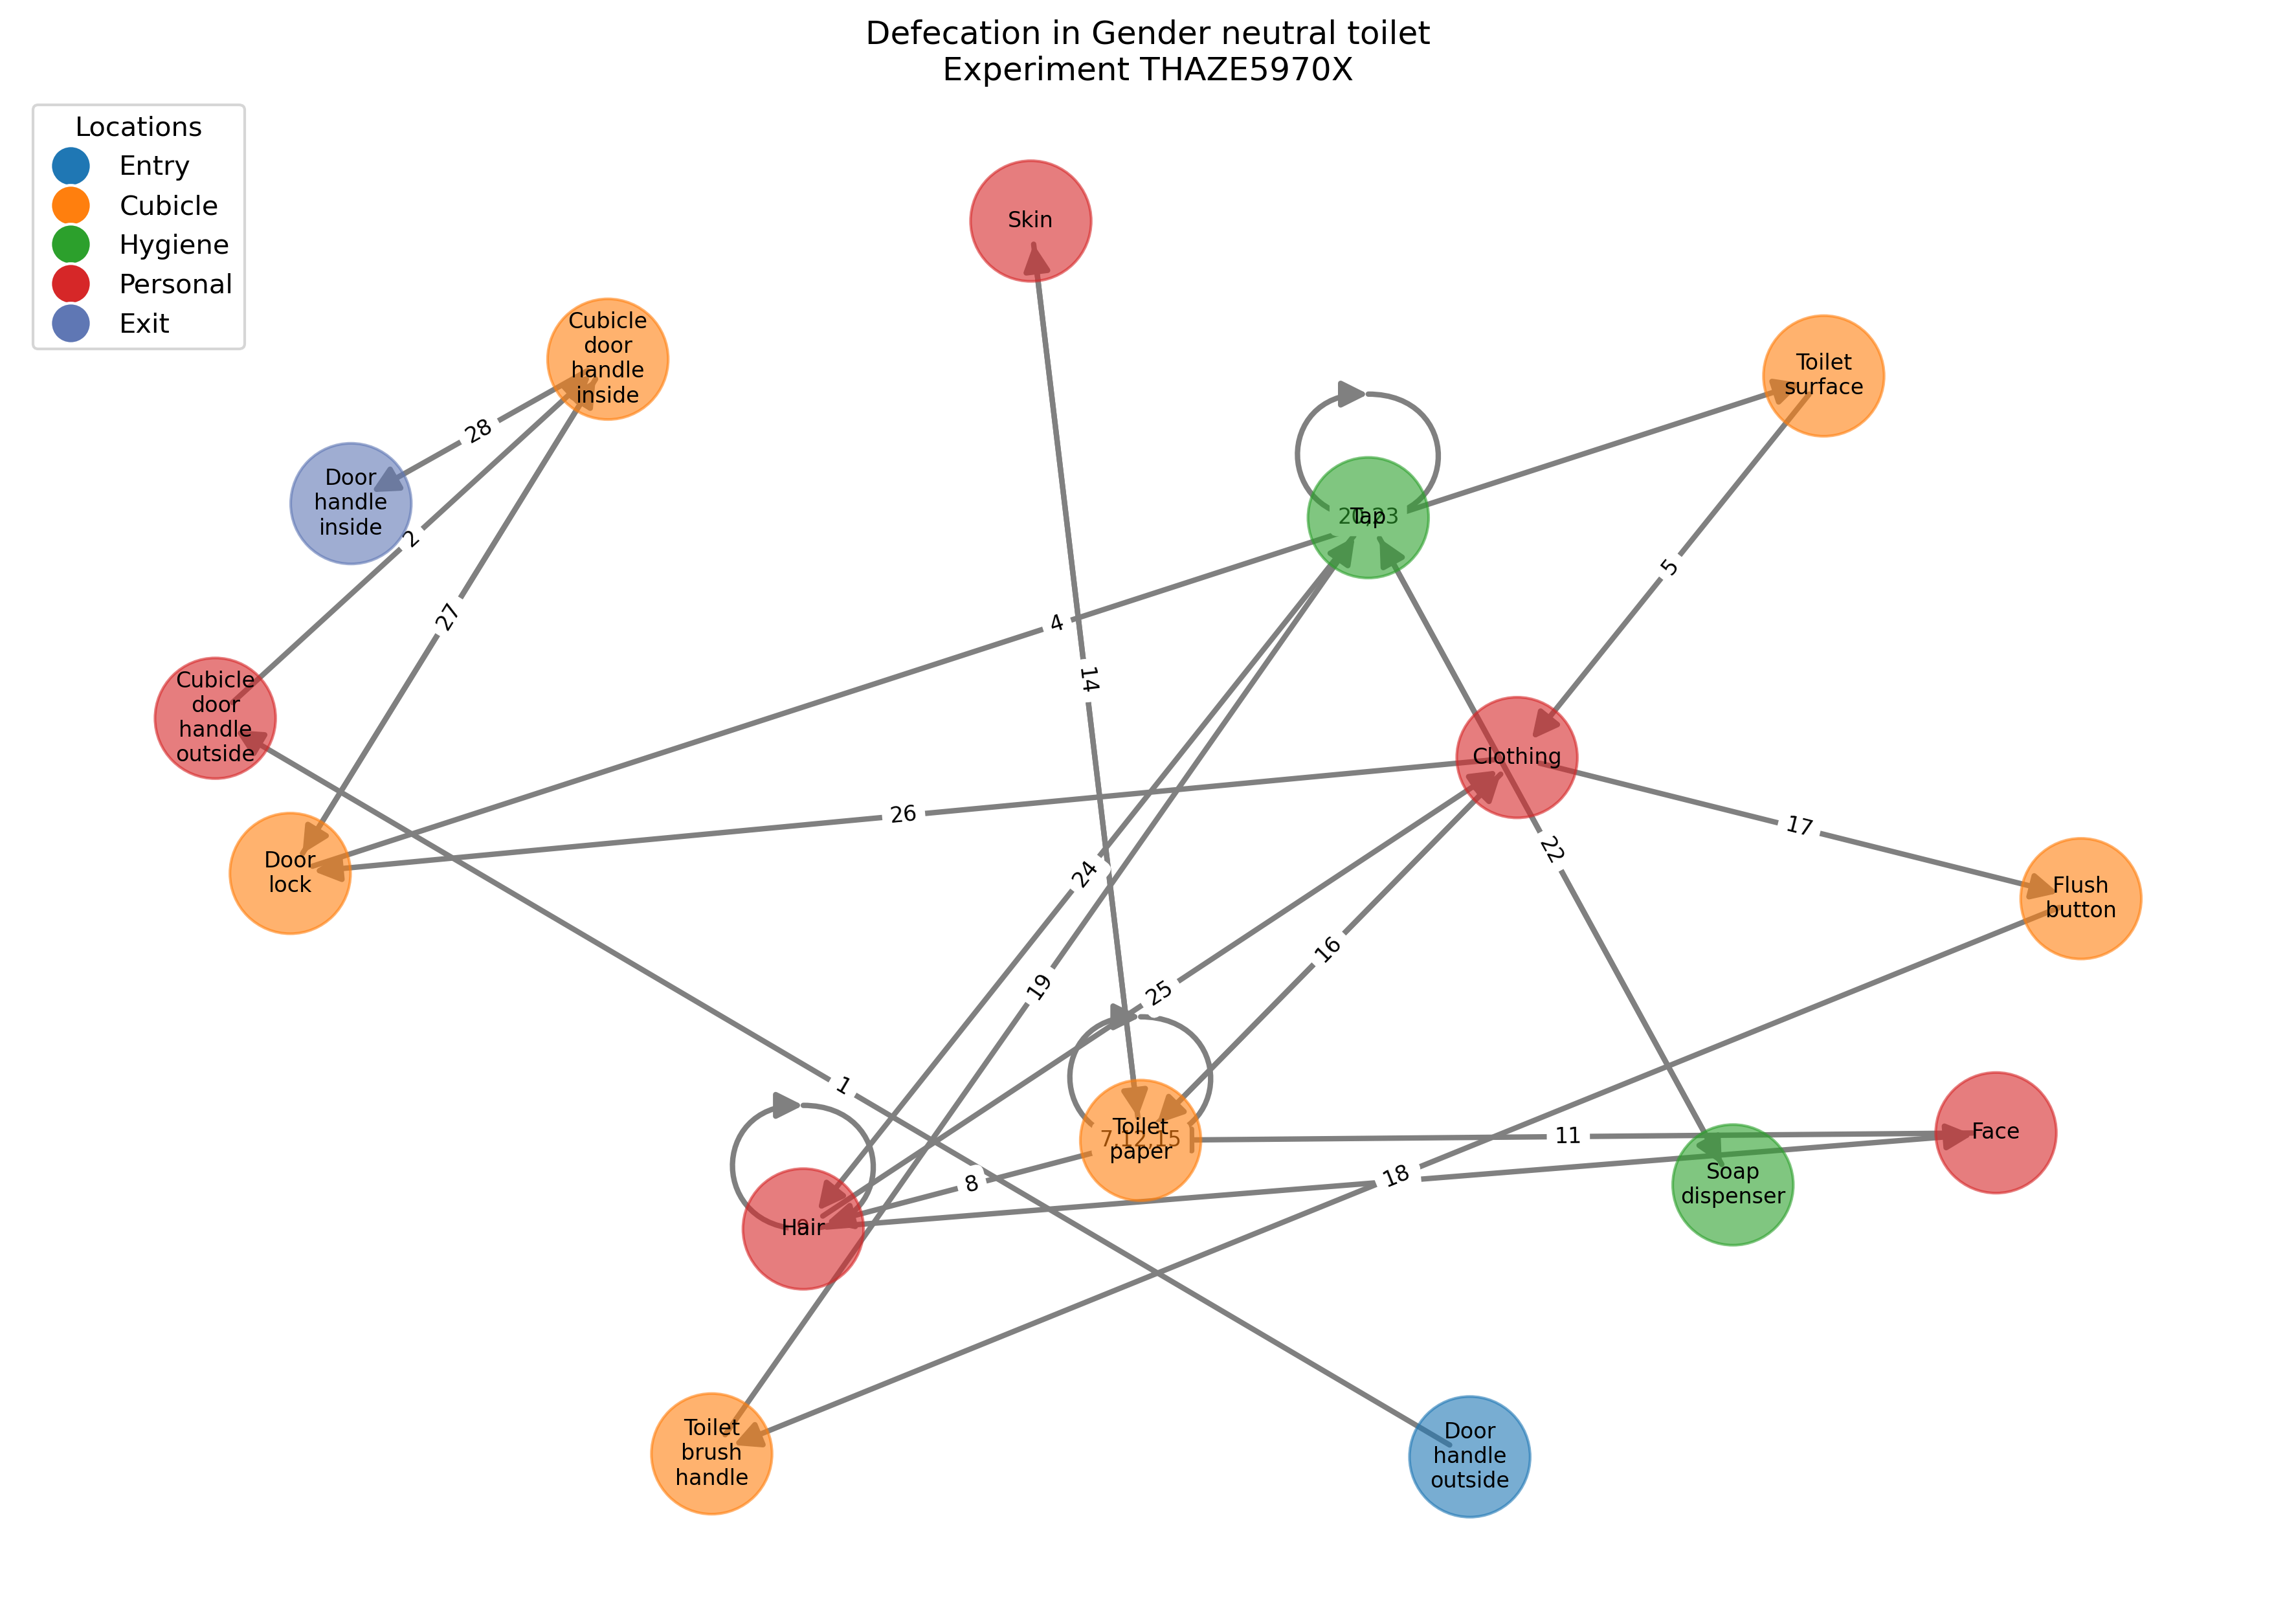 Defecation in Gender neutral toilet
Experiment THAZE5970X
Locations
Entry
Cubicle
Hygiene
Personal
Exit
Skin
Cubicle
door
handle
inside
Toilet
surface
28
Door
handle
inside
20,23
Tap
2
5
27
4
14
Cubicle
door
handle
outside
Clothing
26
17
22
Door
lock
24
Flush
button
16
19
25
1
7,12,15
Toilet
paper
11
Face
8
18
Soap
dispenser
Hair
9
Toilet
brush
handle
Door
handle
outside